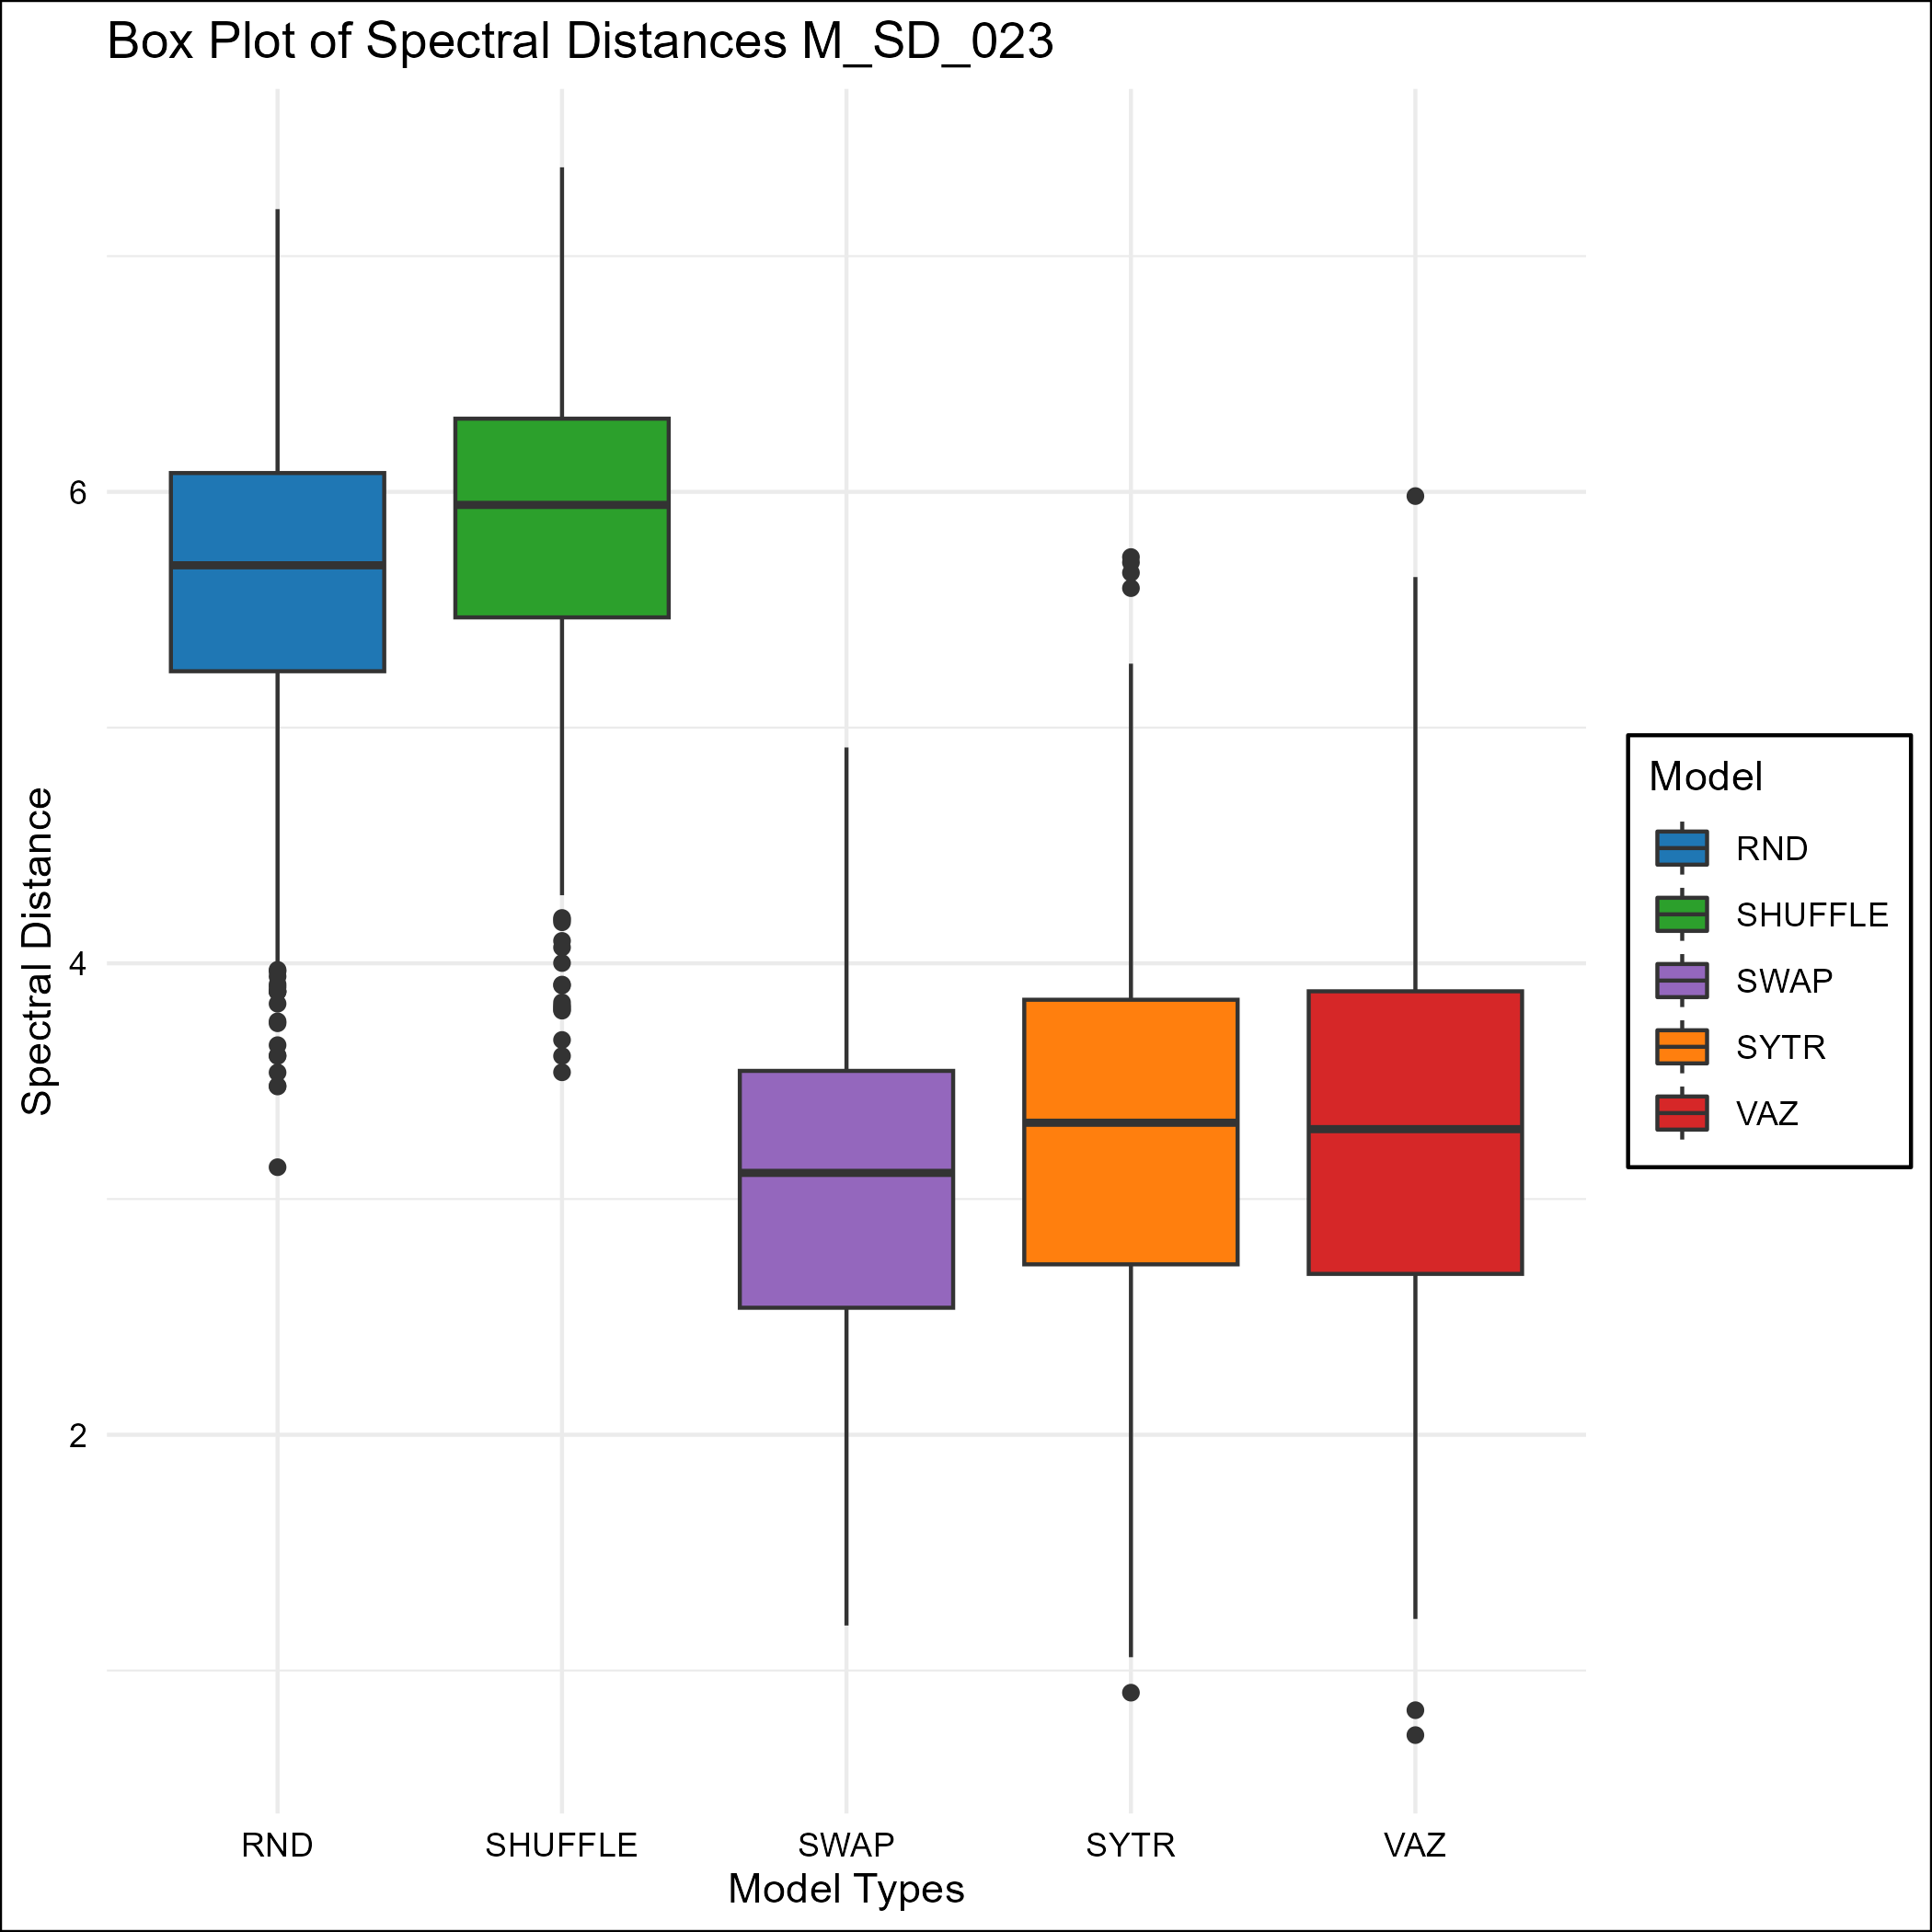 Box Plot of Spectral Distances M_SD_023
Spectral Distance
6
4
2
RND
SHUFFLE
SWAP
SYTR
VAZ
Model Types
Model
RND
SHUFFLE
SWAP
SYTR
VAZ